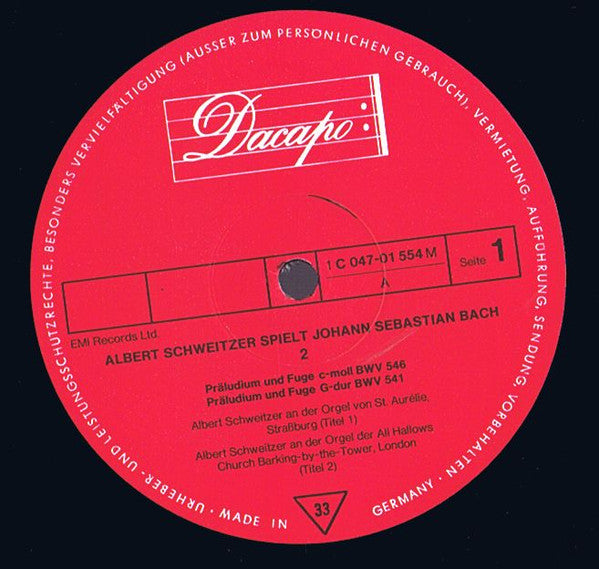 URHEBER- UND LEISTUNGSSCHUTZRECHTE, BESONDERS VERVIELFÄLTIGUNG (AUSSER ZUM PERSÖNLICHEN GEBRAUCH), VERMIETUNG, AUFFÜHRUNG, SENDUNG, VORBEHALTEN · GERMANY ·
Dacapo
1 C 047-01 554 M
A
Seite 1
EMI Records Ltd.
ALBERT SCHWEITZER SPIELT JOHANN SEBASTIAN BACH
2
Präludium und Fuge c-moll BWV 546
Präludium und Fuge G-dur BWV 541
Albert Schweitzer an der Orgel von St. Aurélie,
Straßburg (Titel 1)
Albert Schweitzer an der Orgel der All Hallows
Church Barking-by-the-Tower, London
(Titel 2)
33
MADE IN